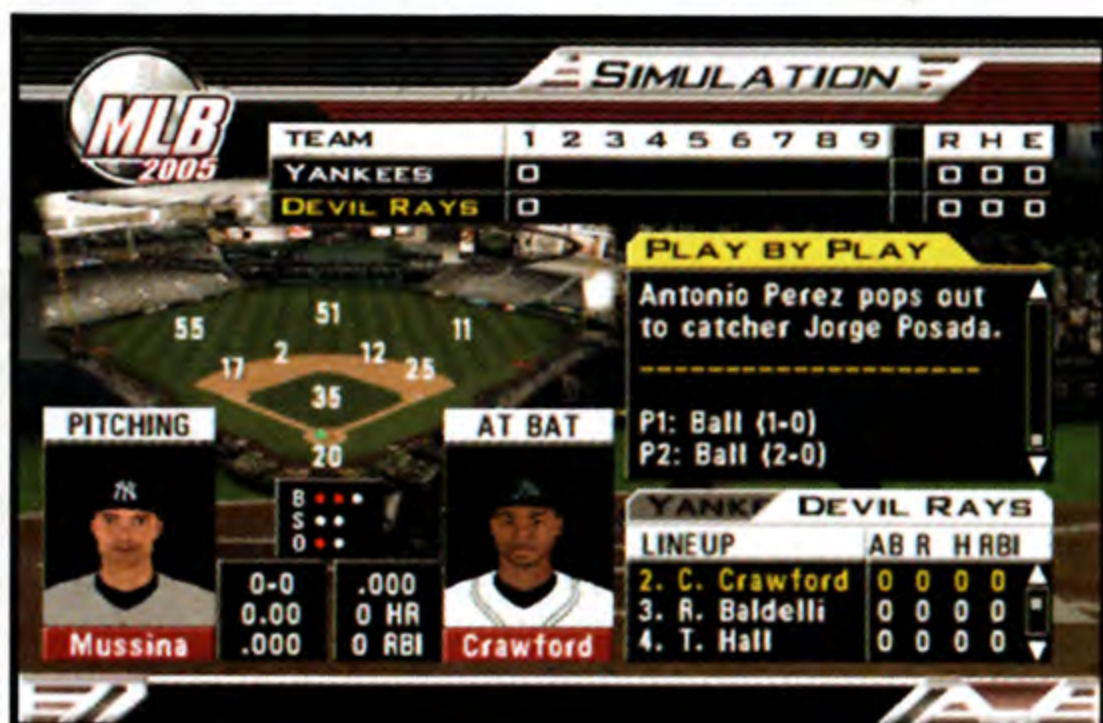 SIMULATION
MLB
2005
TEAM 1 2 3 4 5 6 7 8 9 R H E
YANKEES 0 0 0 0
DEVIL RAYS 0 0 0 0
PLAY BY PLAY
Antonio Perez pops out
to catcher Jorge Posada.
--------------------
P1: Ball (1-0)
P2: Ball (2-0)
55 51 11
17 2 12 25
35
20
PITCHING
NY
Mussina
B
S
O
0-0
0.00
.000
.000
0 HR
0 RBI
AT BAT
Crawford
YANKE DEVIL RAYS
LINEUP AB R H RBI
2. C. Crawford 0 0 0 0
3. R. Baldelli 0 0 0 0
4. T. Hall 0 0 0 0